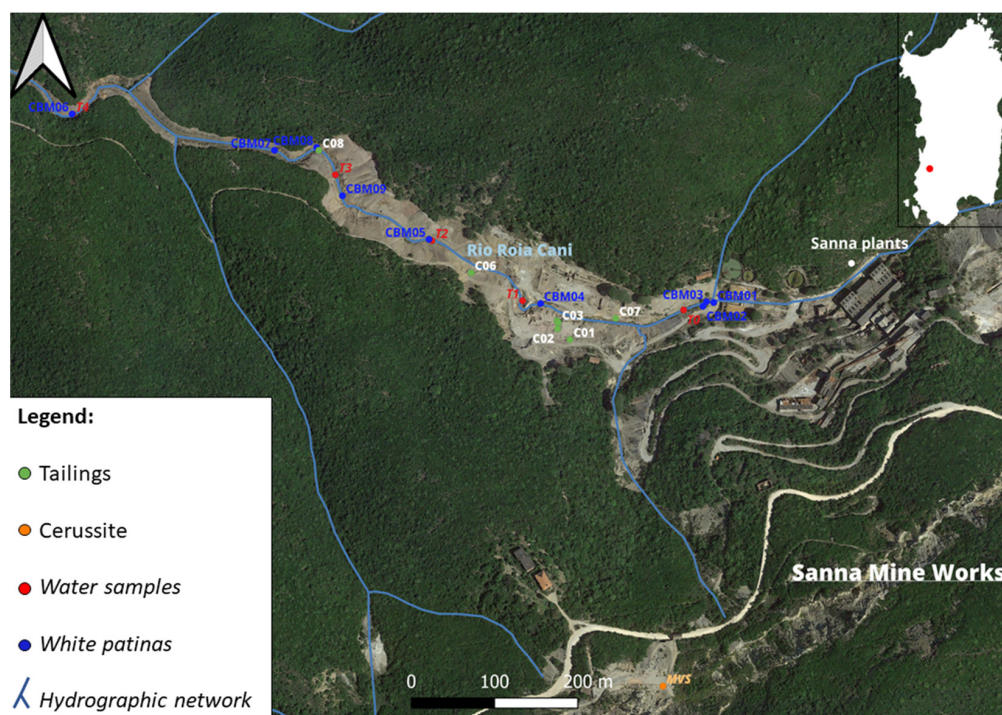 CBM06
T4
CBM07
CBM08
C08
T3
CBM09
CBM05
T2
Rio Roia Cani
C06
Sanna plants
T1
CBM04
CBM03
CBM01
CBM02
T0
C07
C03
C02
C01
Legend:
Tailings
Cerussite
Water samples
White patinas
Hydrographic network
Sanna Mine Works
MVS
0 100 200 m